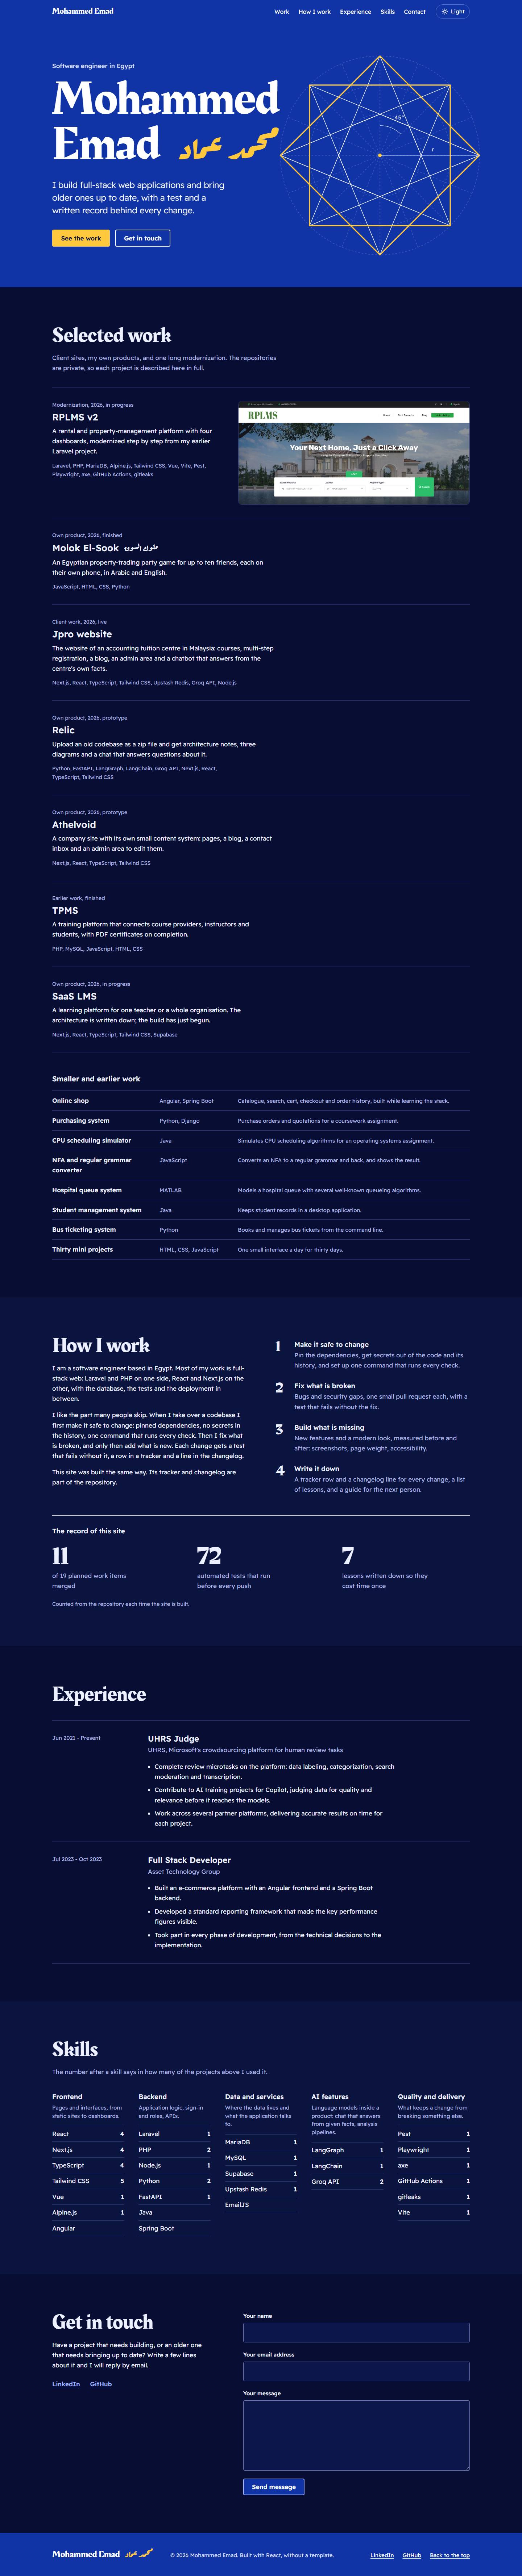 Mohammed Emad
Work How I work Experience Skills Contact Light
Software engineer in Egypt
Mohammed
Emad محمد عماد
45°
r
I build full-stack web applications and bring
older ones up to date, with a test and a
written record behind every change.
See the work Get in touch
Selected work
Client sites, my own products, and one long modernization. The repositories
are private, so each project is described here in full.
Modernization, 2026, in progress
RPLMS v2
A rental and property-management platform with four
dashboards, modernized step by step from my earlier
Laravel project.
Laravel, PHP, MariaDB, Alpine.js, Tailwind CSS, Vue, Vite, Pest,
Playwright, axe, GitHub Actions, gitleaks
RPLMS
Your Next Home, Just a Click Away
Own product, 2026, finished
Molok El-Sook ملوك السوق
An Egyptian property-trading party game for up to ten friends, each on
their own phone, in Arabic and English.
JavaScript, HTML, CSS, Python
Client work, 2026, live
Jpro website
The website of an accounting tuition centre in Malaysia: courses, multi-step
registration, a blog, an admin area and a chatbot that answers from the
centre's own facts.
Next.js, React, TypeScript, Tailwind CSS, Upstash Redis, Groq API, Node.js
Own product, 2026, prototype
Relic
Upload an old codebase as a zip file and get architecture notes, three
diagrams and a chat that answers questions about it.
Python, FastAPI, LangGraph, LangChain, Groq API, Next.js, React,
TypeScript, Tailwind CSS
Own product, 2026, prototype
Athelvoid
A company site with its own small content system: pages, a blog, a contact
inbox and an admin area to edit them.
Next.js, React, TypeScript, Tailwind CSS
Earlier work, finished
TPMS
A training platform that connects course providers, instructors and
students, with PDF certificates on completion.
PHP, MySQL, JavaScript, HTML, CSS
Own product, 2026, in progress
SaaS LMS
A learning platform for one teacher or a whole organisation. The
architecture is written down; the build has just begun.
Next.js, React, TypeScript, Tailwind CSS, Supabase
Smaller and earlier work
Online shop Angular, Spring Boot Catalogue, search, cart, checkout and order history, built while learning the stack.
Purchasing system Python, Django Purchase orders and quotations for a coursework assignment.
CPU scheduling simulator Java Simulates CPU scheduling algorithms for an operating systems assignment.
NFA and regular grammar JavaScript Converts an NFA to a regular grammar and back, and shows the result.
converter
Hospital queue system MATLAB Models a hospital queue with several well-known queueing algorithms.
Student management system Java Keeps student records in a desktop application.
Bus ticketing system Python Books and manages bus tickets from the command line.
Thirty mini projects HTML, CSS, JavaScript One small interface a day for thirty days.
How I work
I am a software engineer based in Egypt. Most of my work is full-
stack web: Laravel and PHP on one side, React and Next.js on the
other, with the database, the tests and the deployment in
between.
I like the part many people skip. When I take over a codebase I
first make it safe to change: pinned dependencies, no secrets in
the history, one command that runs every check. Then I fix what
is broken, and only then add what is new. Each change gets a test
that fails without it, a row in a tracker and a line in the changelog.
This site was built the same way. Its tracker and changelog are
part of the repository.
1 Make it safe to change
Pin the dependencies, get secrets out of the code and its
history, and set up one command that runs every check.
2 Fix what is broken
Bugs and security gaps, one small pull request each, with a
test that fails without the fix.
3 Build what is missing
New features and a modern look, measured before and
after: screenshots, page weight, accessibility.
4 Write it down
A tracker row and a changelog line for every change, a list
of lessons, and a guide for the next person.
The record of this site
11 72 7
of 19 planned work items automated tests that run lessons written down so they
merged before every push cost time once
Counted from the repository each time the site is built.
Experience
Jun 2021 - Present
UHRS Judge
UHRS, Microsoft's crowdsourcing platform for human review tasks
• Complete review microtasks on the platform: data labeling, categorization, search
moderation and transcription.
• Contribute to AI training projects for Copilot, judging data for quality and
relevance before it reaches the models.
• Work across several partner platforms, delivering accurate results on time for
each project.
Jul 2023 - Oct 2023
Full Stack Developer
Asset Technology Group
• Built an e-commerce platform with an Angular frontend and a Spring Boot
backend.
• Developed a standard reporting framework that made the key performance
figures visible.
• Took part in every phase of development, from the technical decisions to the
implementation.
Skills
The number after a skill says in how many of the projects above I used it.
Frontend
Pages and interfaces, from
static sites to dashboards.
React 4
Next.js 4
TypeScript 4
Tailwind CSS 5
Vue 1
Alpine.js 1
Angular
Backend
Application logic, sign-in
and roles, APIs.
Laravel 1
PHP 2
Node.js 1
Python 2
FastAPI 1
Java
Spring Boot
Data and services
Where the data lives and
what the application talks
to.
MariaDB 1
MySQL 1
Supabase 1
Upstash Redis 1
EmailJS
AI features
Language models inside a
product: chat that answers
from given facts, analysis
pipelines.
LangGraph 1
LangChain 1
Groq API 2
Quality and delivery
What keeps a change from
breaking something else.
Pest 1
Playwright 1
axe 1
GitHub Actions 1
gitleaks 1
Vite 1
Get in touch
Have a project that needs building, or an older one
that needs bringing up to date? Write a few lines
about it and I will reply by email.
LinkedIn GitHub
Your name
Your email address
Your message
Send message
Mohammed Emad محمد عماد © 2026 Mohammed Emad. Built with React, without a template. LinkedIn GitHub Back to the top